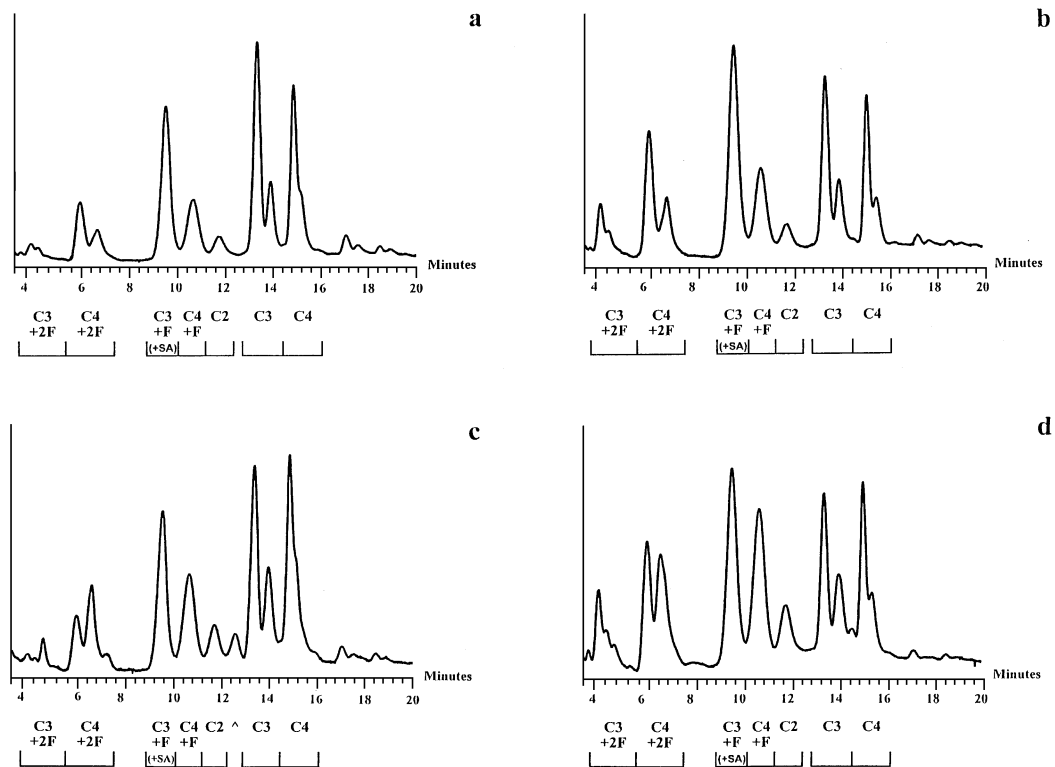 a
Minutes
4 6 8 10 12 14 16 18 20
C3 C4 C3 C4 C2 C3 C4
+2F +2F +F +F
(+SA)
b
Minutes
4 6 8 10 12 14 16 18 20
C3 C4 C3 C4 C2 C3 C4
+2F +2F +F +F
(+SA)
c
Minutes
4 6 8 10 12 14 16 18 20
C3 C4 C3 C4 C2 ^ C3 C4
+2F +2F +F +F
(+SA)
d
Minutes
4 6 8 10 12 14 16 18 20
C3 C4 C3 C4 C2 C3 C4
+2F +2F +F +F
(+SA)